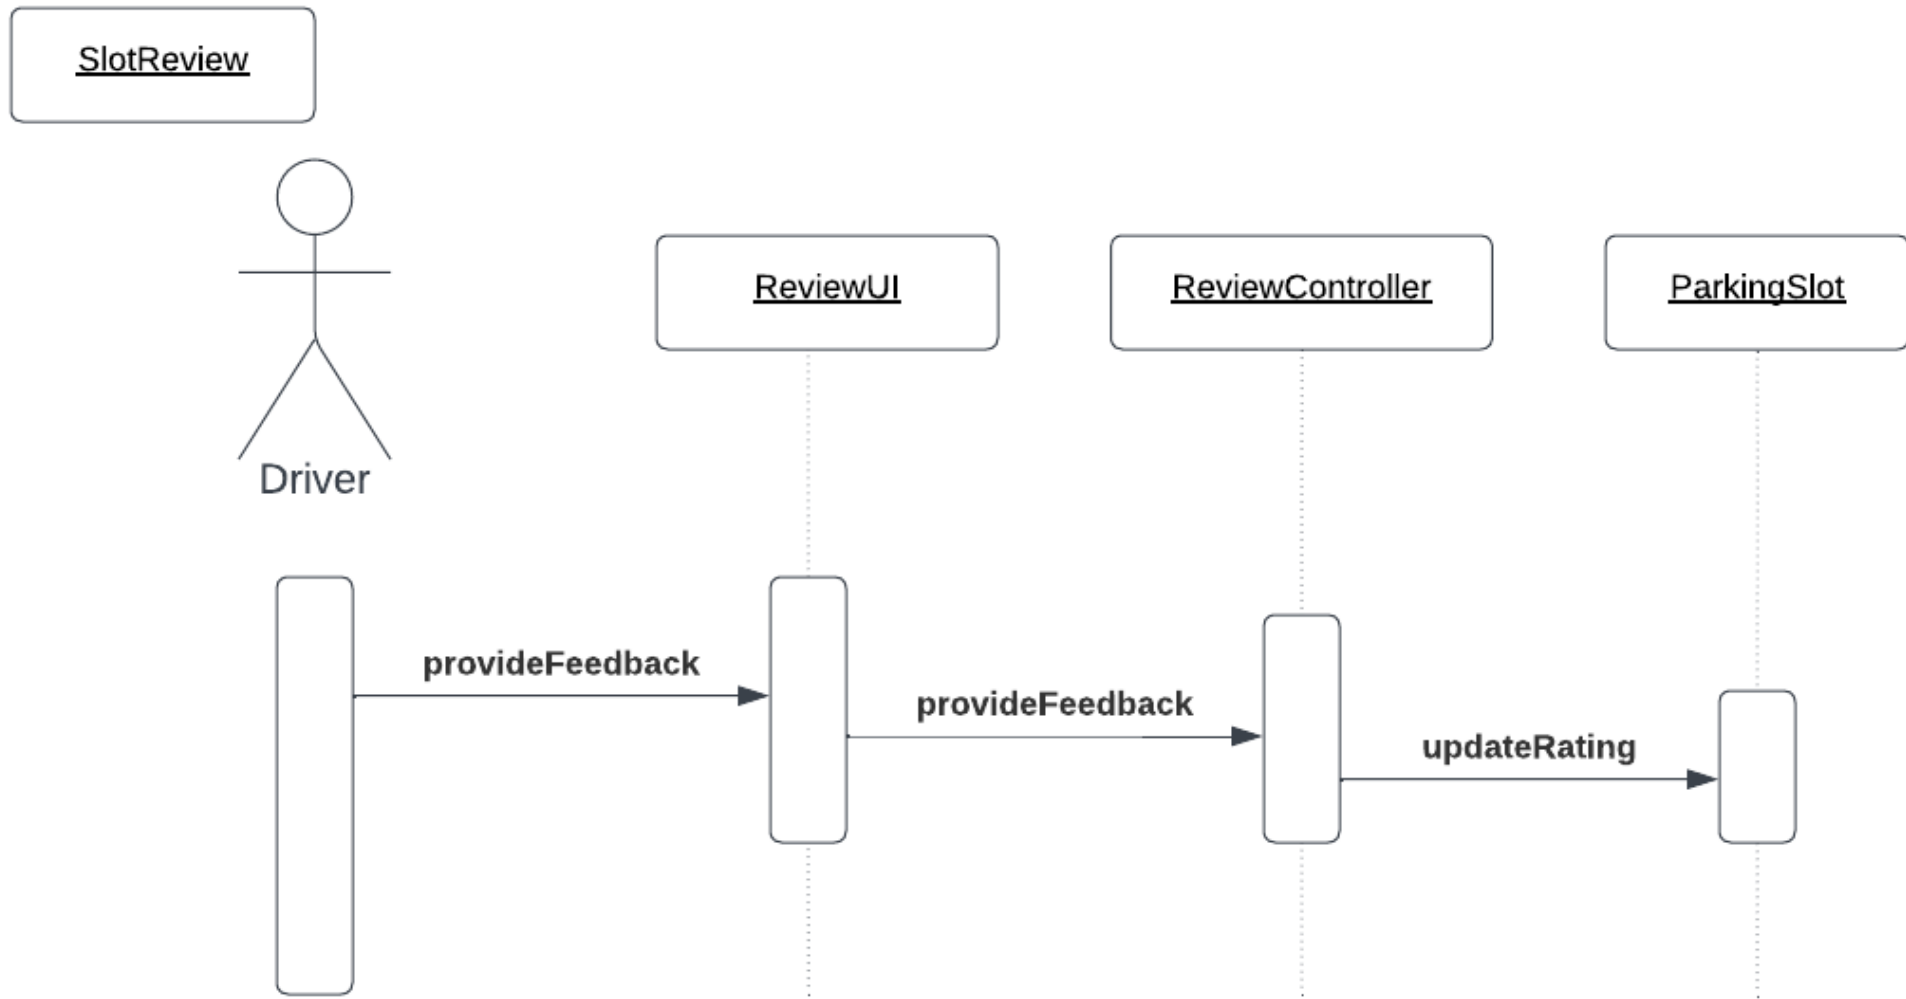 SlotReview
ReviewUI
ReviewController
ParkingSlot
Driver
provideFeedback
provideFeedback
updateRating